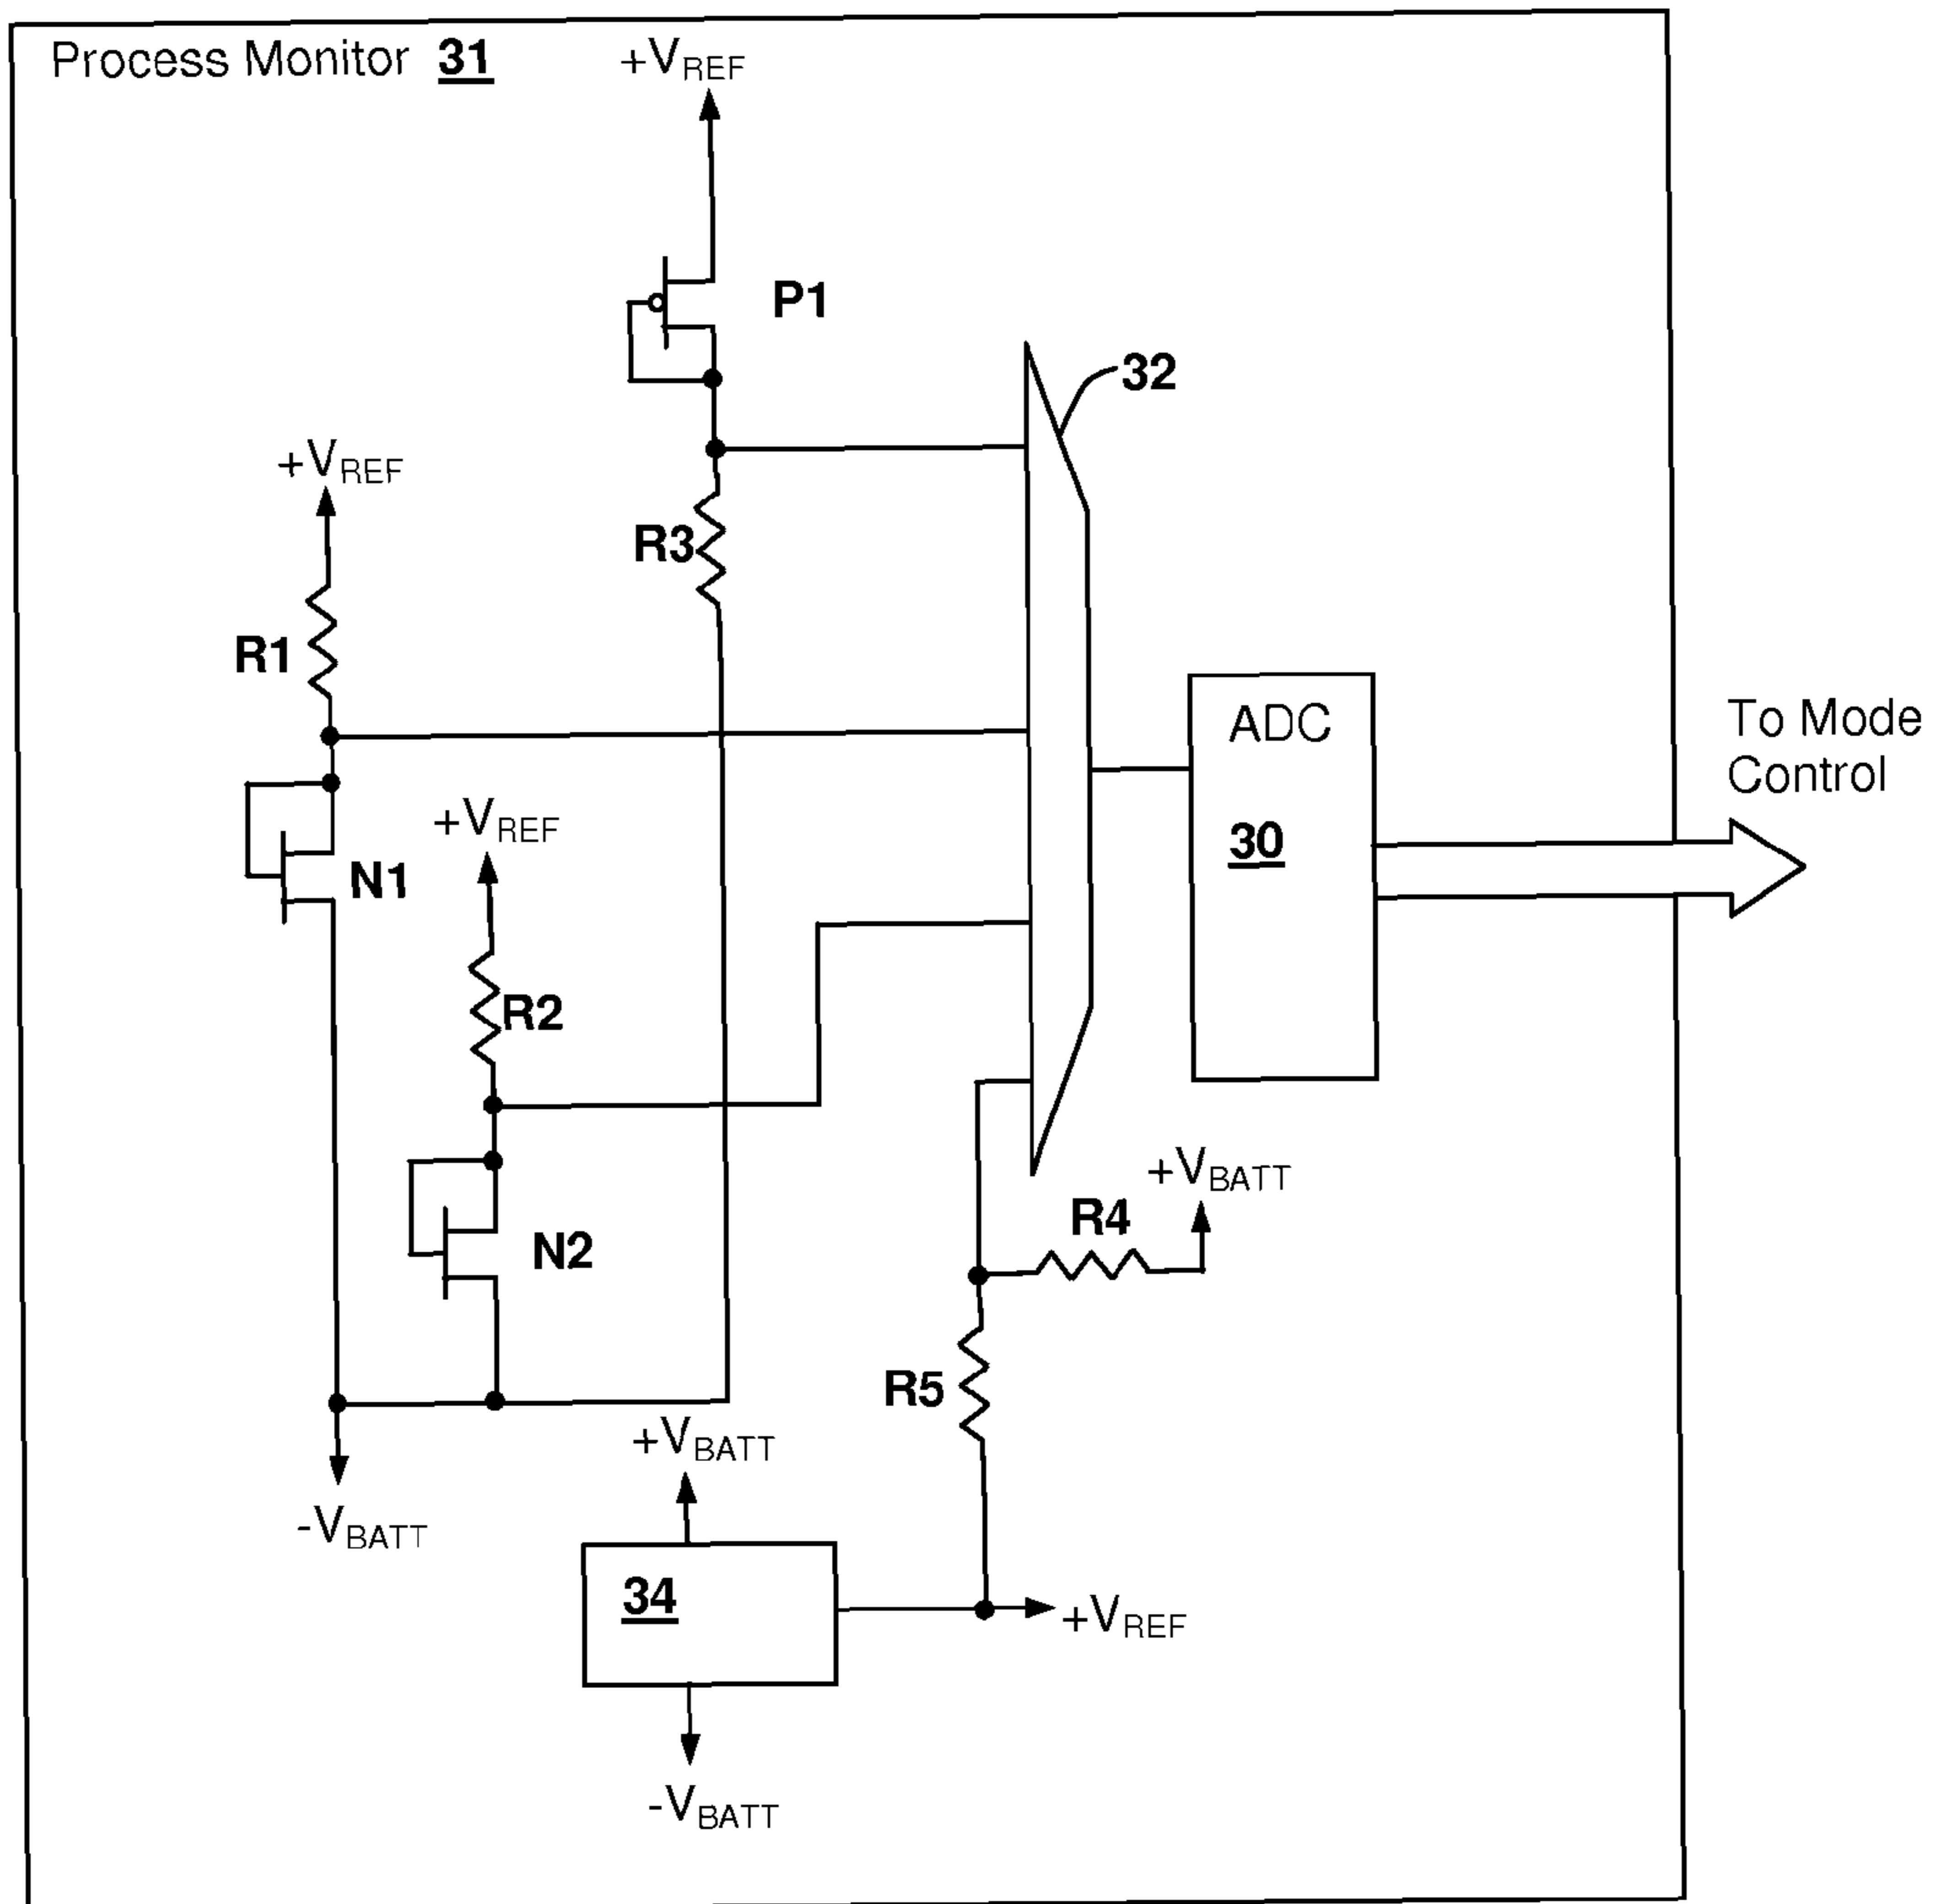 Process Monitor 31
+VREF
P1
32
+VREF
R3
R1
ADC
To Mode
Control
+VREF
30
N1
R2
+VBATT
R4
N2
R5
+VBATT
-VBATT
34
+VREF
-VBATT